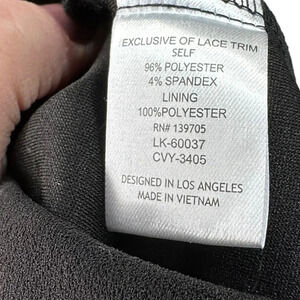 EXCLUSIVE OF LACE TRIM
SELF
96% POLYESTER
4% SPANDEX
LINING
100%POLYESTER
RN# 139705
LK-60037
CVY-3405
DESIGNED IN LOS ANGELES
MADE IN VIETNAM